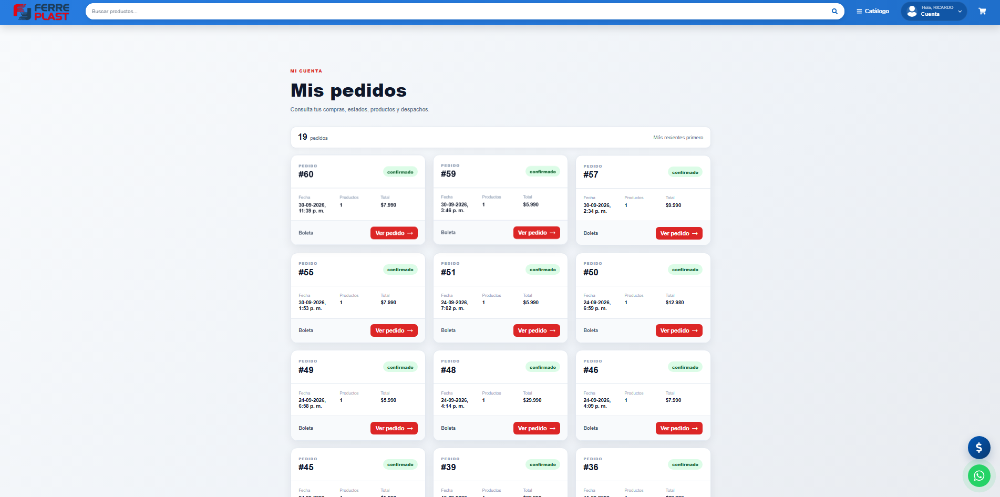 FERRE
PLAST
Buscar productos...
Catálogo
Hola, RICARDO
Cuenta
MI CUENTA
Mis pedidos
Consulta tus compras, estados, productos y despachos.
19 pedidos
Más recientes primero
PEDIDO
#60
confirmado
Fecha
Productos
Total
30-09-2026,
11:39 p. m.
1
$7.990
Boleta
Ver pedido →
PEDIDO
#59
confirmado
Fecha
Productos
Total
30-09-2026,
3:46 p. m.
1
$5.990
Boleta
Ver pedido →
PEDIDO
#57
confirmado
Fecha
Productos
Total
30-09-2026,
2:34 p. m.
1
$9.990
Boleta
Ver pedido →
PEDIDO
#55
confirmado
Fecha
Productos
Total
30-09-2026,
1:53 p. m.
1
$7.990
Boleta
Ver pedido →
PEDIDO
#51
confirmado
Fecha
Productos
Total
24-09-2026,
7:02 p. m.
1
$5.990
Boleta
Ver pedido →
PEDIDO
#50
confirmado
Fecha
Productos
Total
24-09-2026,
6:59 p. m.
1
$12.980
Boleta
Ver pedido →
PEDIDO
#49
confirmado
Fecha
Productos
Total
24-09-2026,
6:58 p. m.
1
$5.990
Boleta
Ver pedido →
PEDIDO
#48
confirmado
Fecha
Productos
Total
24-09-2026,
4:14 p. m.
1
$29.990
Boleta
Ver pedido →
PEDIDO
#46
confirmado
Fecha
Productos
Total
24-09-2026,
4:09 p. m.
1
$7.990
Boleta
Ver pedido →
PEDIDO
#45
confirmado
Fecha
Productos
Total
PEDIDO
#39
confirmado
Fecha
Productos
Total
PEDIDO
#36
confirmado
Fecha
Productos
Total